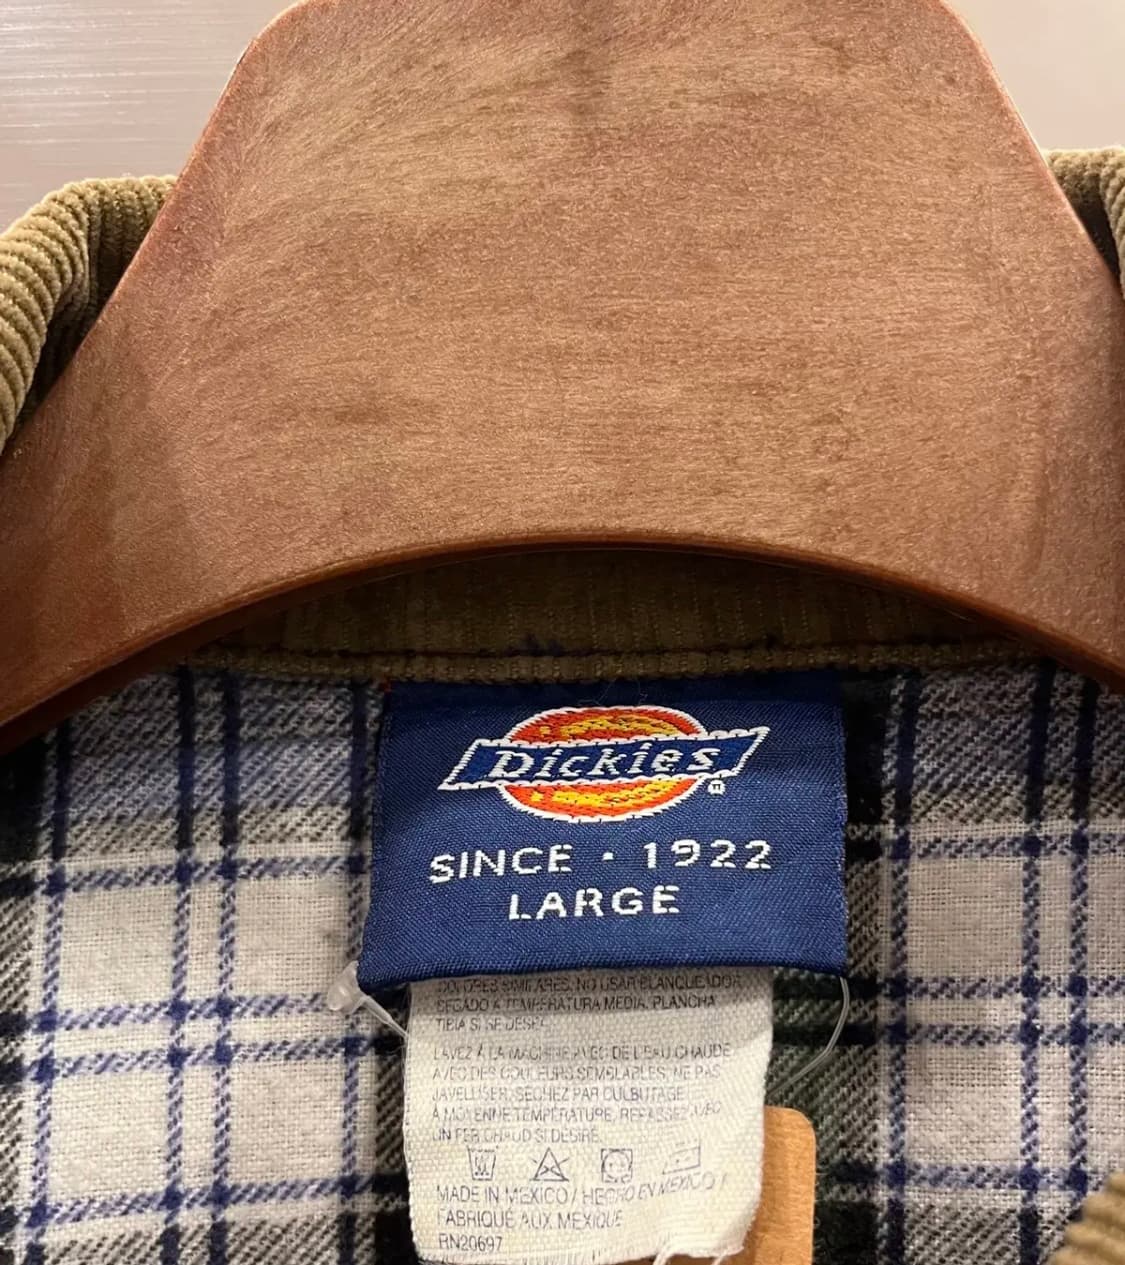 Dickies
®
SINCE · 1922
LARGE
COLORES SIMILARES. NO USAR BLANQUEADOR.
SECADO A TEMPERATURA MEDIA. PLANCHA
TIBIA SI SE DESEA.
LAVEZ À LA MACHINE AVEC DE L'EAU CHAUDE
AVEC DES COULEURS SEMBLABLES, NE PAS
JAVELLISER, SÉCHEZ PAR CULBUTAGE
À MOYENNE TEMPÉRATURE, REPASSEZ AVEC
UN FER CHAUD SI DÉSIRÉ.
MADE IN MEXICO / HECHO EN MEXICO /
FABRIQUÉ AUX MEXIQUE
RN20697